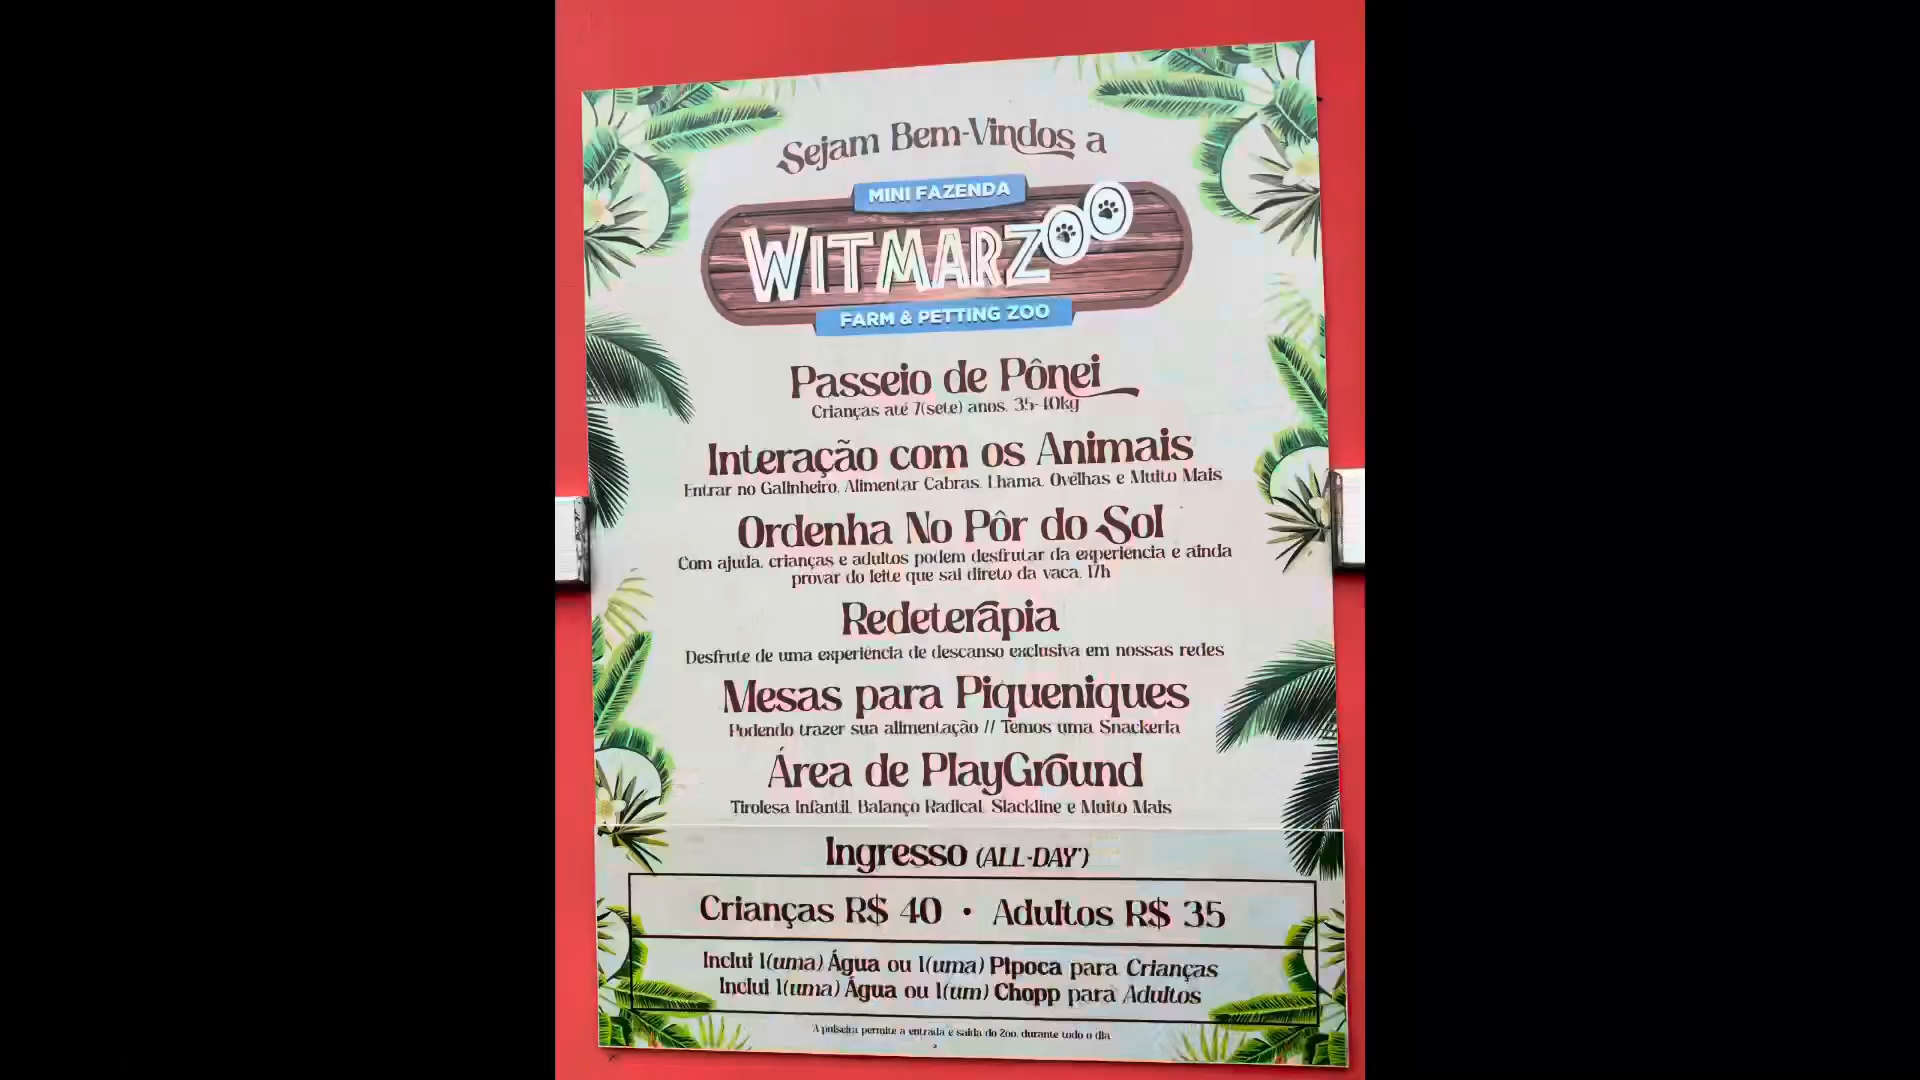 Sejam Bem-Vindos a
MINI FAZENDA
WITMARZOO
FARM & PETTING ZOO
Passeio de Pônei
Crianças até 7(sete) anos. 35-40kg
Interação com os Animais
Entrar no Galinheiro, Alimentar Cabras, Lhama, Ovelhas e Muito Mais
Ordenha No Pôr do Sol
Com ajuda, crianças e adultos podem desfrutar da experiência e ainda
provar do leite que sai direto da vaca. 17h
Redeterapia
Desfrute de uma experiência de descanso exclusiva em nossas redes
Mesas para Piqueniques
Podendo trazer sua alimentação // Temos uma Snackeria
Área de PlayGround
Tirolesa Infantil, Balanço Radical, Slackline e Muito Mais
Ingresso (ALL-DAY*)
Crianças R$ 40 • Adultos R$ 35
Inclui 1(uma) Água ou 1(uma) Pipoca para Crianças
Inclui 1(uma) Água ou 1(um) Chopp para Adultos
A pulseira permite a entrada e saída do Zoo, durante todo o dia